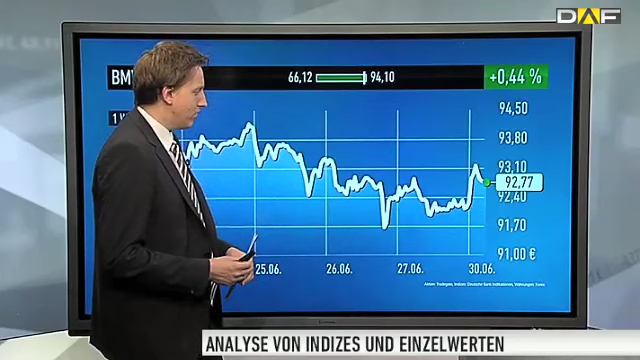 DAF
BM
66,12 94,10
+0,44 %
1
94,50
93,80
93,10
92,77
92,40
91,70
91,00 €
25.06. 26.06. 27.06. 30.06.
ANALYSE VON INDIZES UND EINZELWERTEN